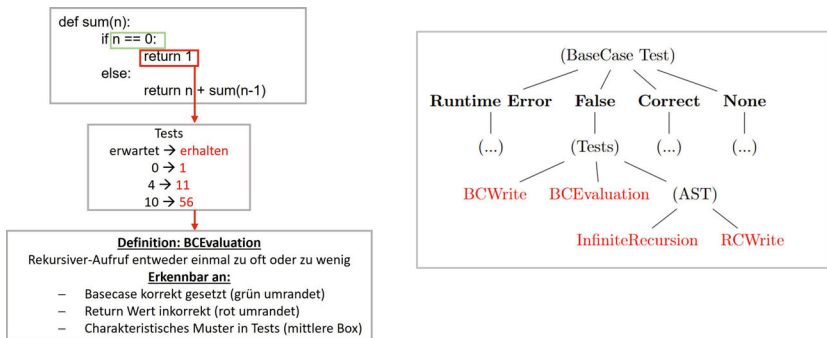 def sum(n):
if n == 0:
return 1
else:
return n + sum(n-1)
Tests
erwartet → erhalten
0 → 1
4 → 11
10 → 56
Definition: BCEvaluation
Rekursiver-Aufruf entweder einmal zu oft oder zu wenig
Erkennbar an:
– Basecase korrekt gesetzt (grün umrandet)
– Return Wert inkorrekt (rot umrandet)
– Charakteristisches Muster in Tests (mittlere Box)
(BaseCase Test)
Runtime Error False Correct None
(...) (Tests) (...) (...)
BCWrite BCEvaluation (AST)
InfiniteRecursion RCWrite